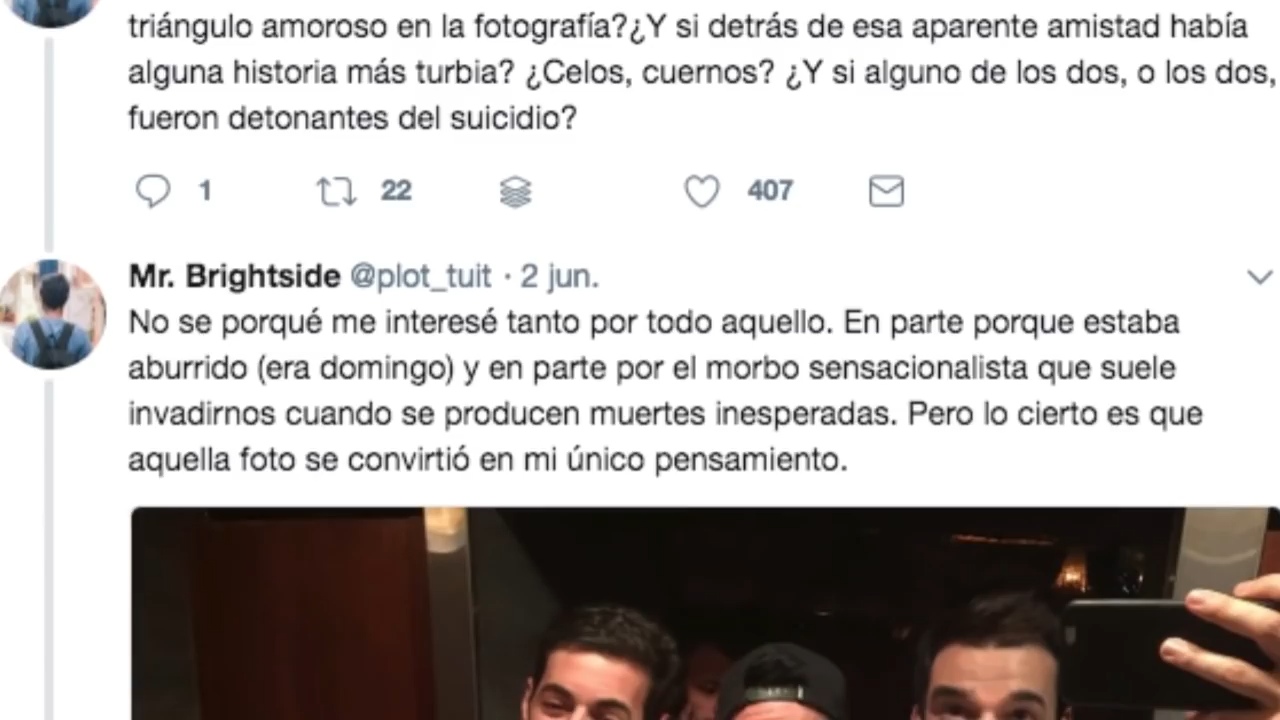 triángulo amoroso en la fotografía?¿Y si detrás de esa aparente amistad había
alguna historia más turbia? ¿Celos, cuernos? ¿Y si alguno de los dos, o los dos,
fueron detonantes del suicidio?
1 22 407
Mr. Brightside @plot_tuit · 2 jun.
No se porqué me interesé tanto por todo aquello. En parte porque estaba
aburrido (era domingo) y en parte por el morbo sensacionalista que suele
invadirnos cuando se producen muertes inesperadas. Pero lo cierto es que
aquella foto se convirtió en mi único pensamiento.